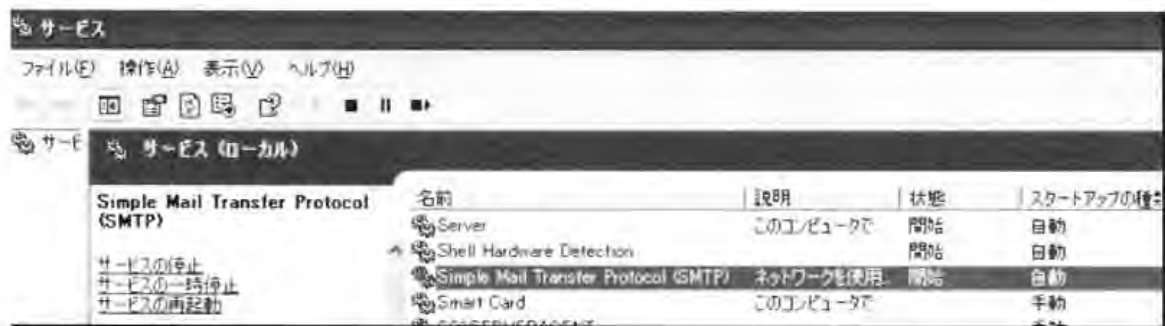 サービス
ファイル(F) 操作(A) 表示(V) ヘルプ(H)
サービス (ローカル)
サーヒ
Simple Mail Transfer Protocol
(SMTP)
サービスの停止
サービスの一時停止
サービスの再起動
名前 説明 状態 スタートアップの種類
Server このコンピュータで 開始 自動
Shell Hardware Detection 開始 自動
Simple Mail Transfer Protocol (SMTP) ネットワークを使用.. 開始 自動
Smart Card このコンピュータで 手動